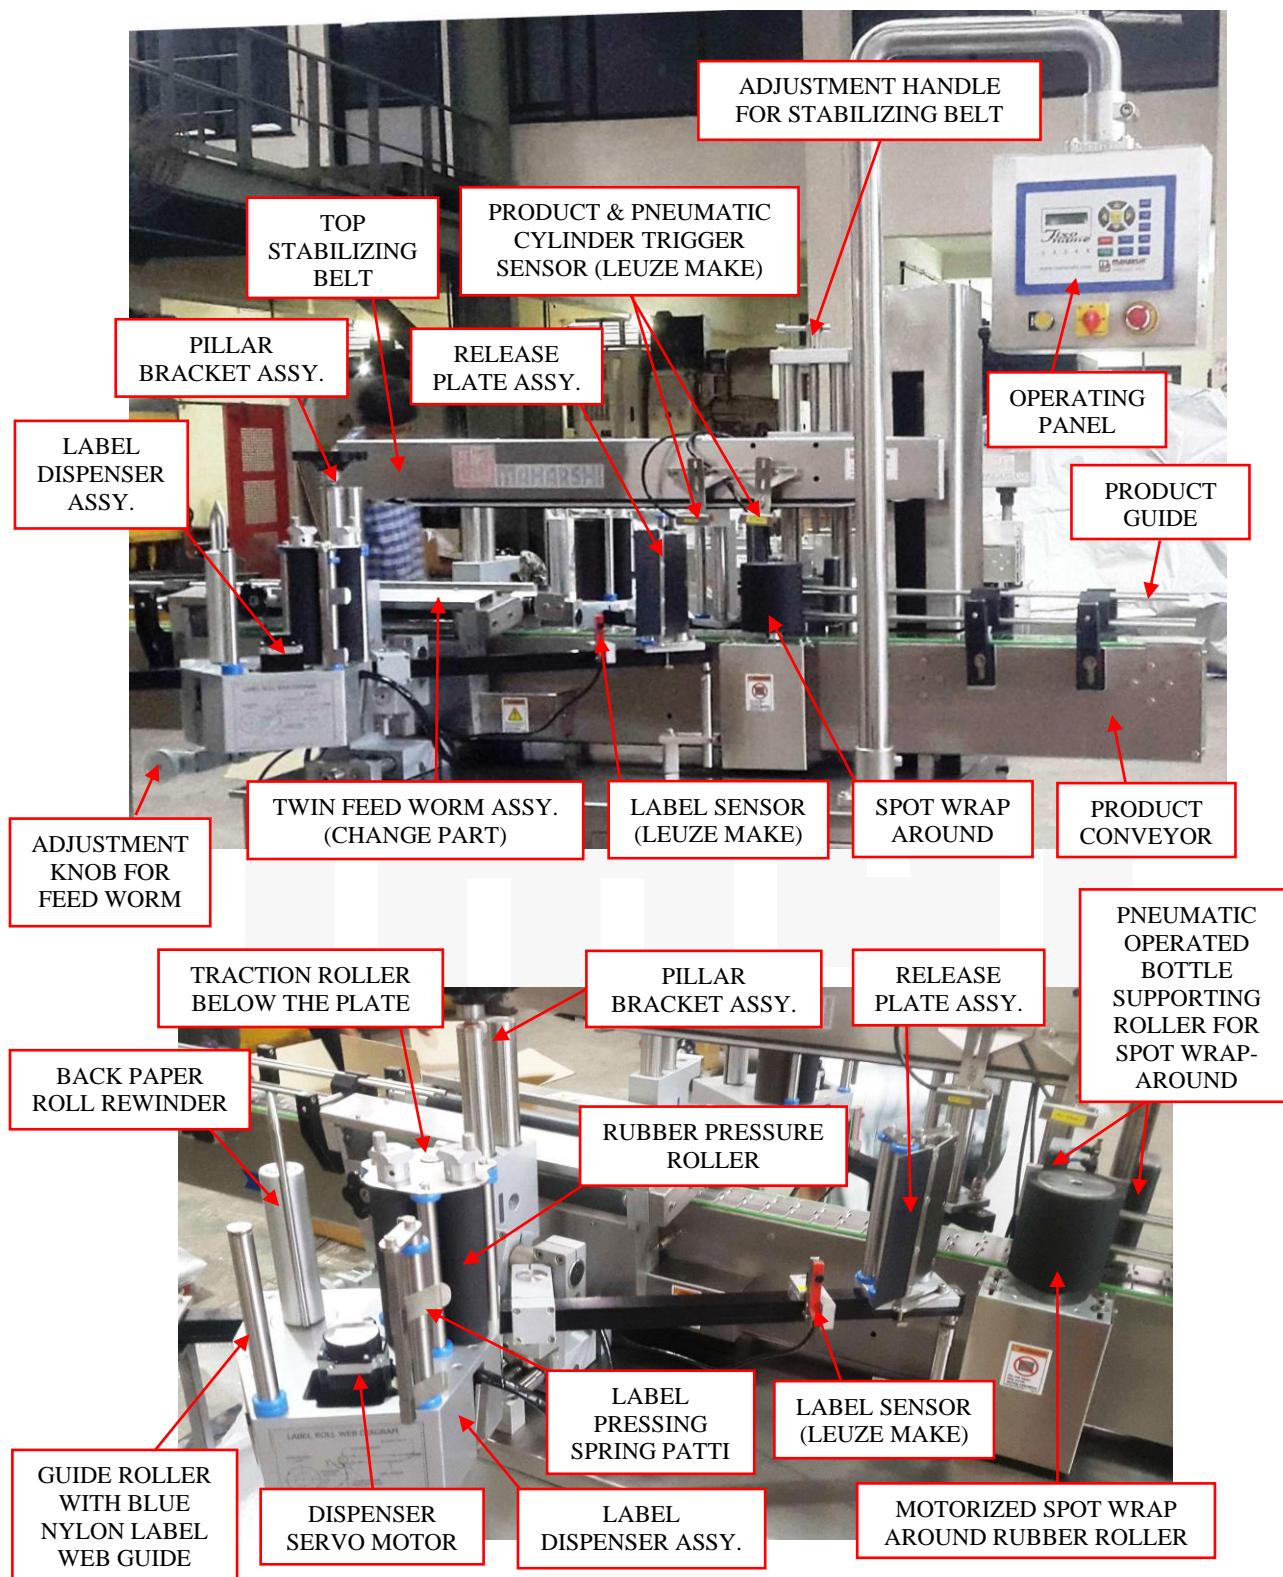 ADJUSTMENT HANDLE
FOR STABILIZING BELT
TOP
STABILIZING
BELT
PRODUCT & PNEUMATIC
CYLINDER TRIGGER
SENSOR (LEUZE MAKE)
PILLAR
BRACKET ASSY.
RELEASE
PLATE ASSY.
OPERATING
PANEL
LABEL
DISPENSER
ASSY.
MAHARSHI
PRODUCT
GUIDE
LABEL ROLL WEB DIAGRAM
TWIN FEED WORM ASSY.
(CHANGE PART)
LABEL SENSOR
(LEUZE MAKE)
SPOT WRAP
AROUND
PRODUCT
CONVEYOR
ADJUSTMENT
KNOB FOR
FEED WORM
PNEUMATIC
OPERATED
BOTTLE
SUPPORTING
ROLLER FOR
SPOT WRAP-
AROUND
TRACTION ROLLER
BELOW THE PLATE
PILLAR
BRACKET ASSY.
RELEASE
PLATE ASSY.
BACK PAPER
ROLL REWINDER
RUBBER PRESSURE
ROLLER
LABEL ROLL WEB DIAGRAM
LABEL
PRESSING
SPRING PATTI
LABEL SENSOR
(LEUZE MAKE)
GUIDE ROLLER
WITH BLUE
NYLON LABEL
WEB GUIDE
DISPENSER
SERVO MOTOR
LABEL
DISPENSER ASSY.
MOTORIZED SPOT WRAP
AROUND RUBBER ROLLER